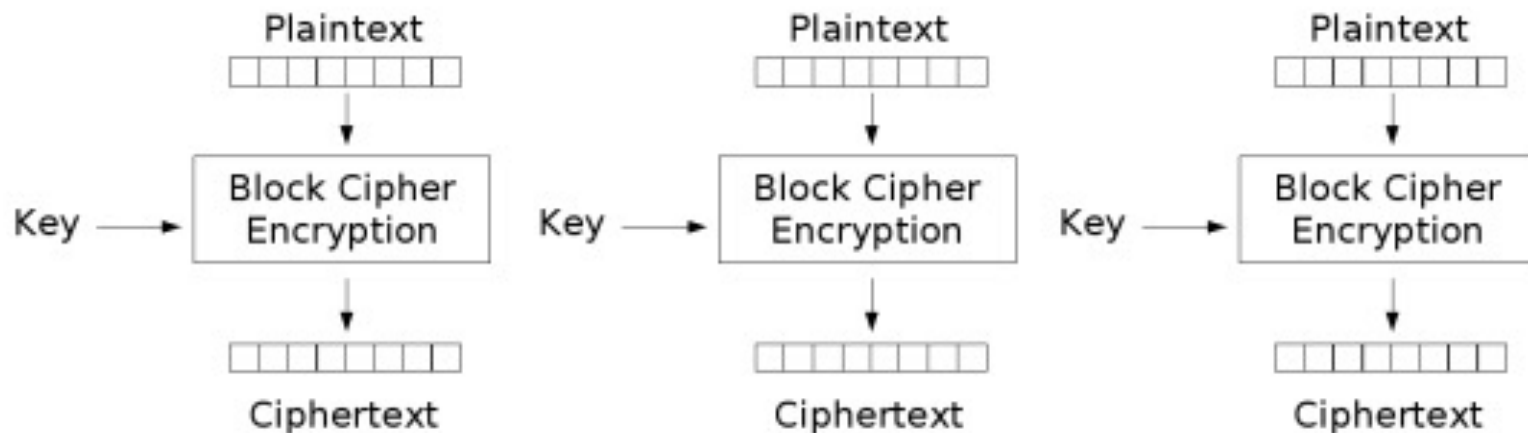 Plaintext
Plaintext
Plaintext
Key
Block Cipher
Encryption
Key
Block Cipher
Encryption
Key
Block Cipher
Encryption
Ciphertext
Ciphertext
Ciphertext